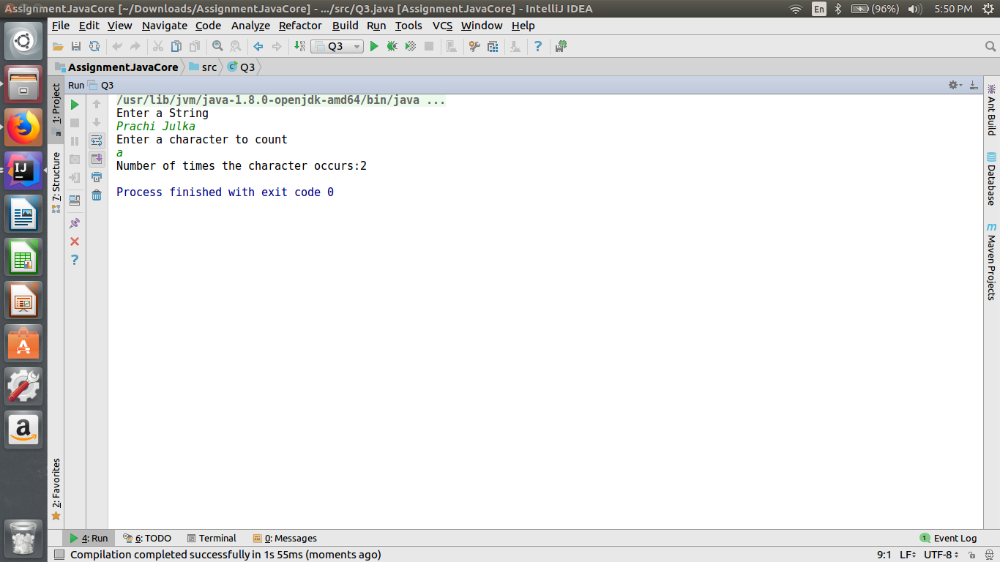 AssignmentJavaCore [~/Downloads/AssignmentJavaCore] - .../src/Q3.java [AssignmentJavaCore] - IntelliJ IDEA
En
(96%)
5:50 PM
File Edit View Navigate Code Analyze Refactor Build Run Tools VCS Window Help
Q3
AssignmentJavaCore src Q3
Run Q3
1: Project
7: Structure
2: Favorites
/usr/lib/jvm/java-1.8.0-openjdk-amd64/bin/java ...
Enter a String
Prachi Julka
Enter a character to count
a
Number of times the character occurs:2
Process finished with exit code 0
Ant Build
Database
Maven Projects
4: Run 6: TODO Terminal 0: Messages
1 Event Log
Compilation completed successfully in 1s 55ms (moments ago)
9:1 LF UTF-8